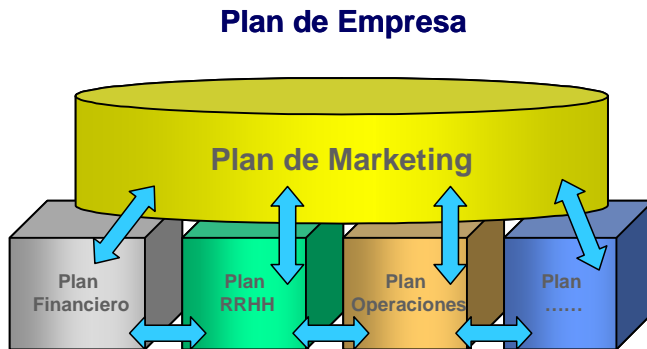 Plan de Empresa
Plan de Marketing
Plan
Financiero
Plan
RRHH
Plan
Operaciones
Plan
……